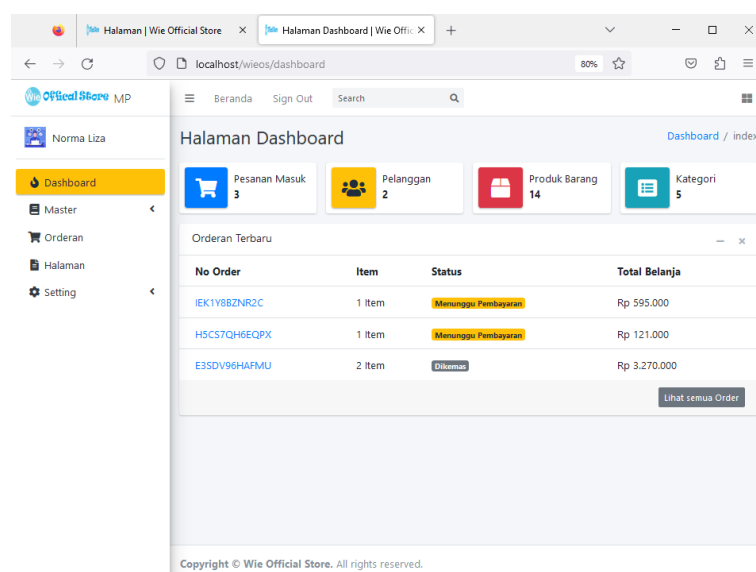 Halaman | Wie Official Store
Halaman Dashboard | Wie Offic
localhost/wieos/dashboard
80%
Wie Offical Store MP
Beranda Sign Out Search
Norma Liza
Halaman Dashboard
Dashboard / index
Dashboard
Master
Orderan
Halaman
Setting
Pesanan Masuk
3
Pelanggan
2
Produk Barang
14
Kategori
5
Orderan Terbaru
No Order Item Status Total Belanja
IEK1Y8BZNR2C 1 Item Menunggu Pembayaran Rp 595.000
H5CS7QH6EQPX 1 Item Menunggu Pembayaran Rp 121.000
E3SDV96HAFMU 2 Item Dikemas Rp 3.270.000
Lihat semua Order
Copyright © Wie Official Store. All rights reserved.